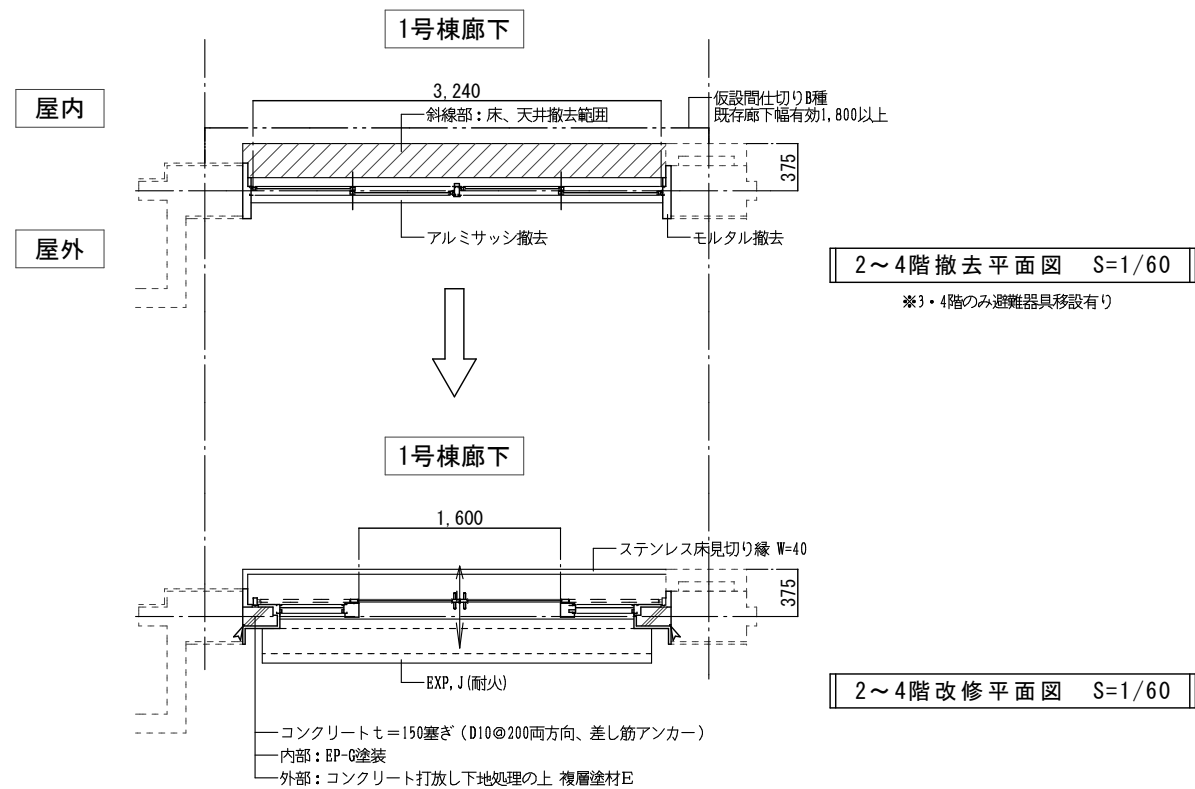 1号棟廊下
屋内
3,240
仮設間仕切りB種
斜線部：床、天井撤去範囲
既存廊下幅有効1,800以上
375
屋外
アルミサッシ撤去
モルタル撤去
2～4階撤去平面図　S=1/60
※3・4階のみ避難器具移設有り
1号棟廊下
1,600
ステンレス床見切り縁 W=40
375
EXP,J(耐火)
2～4階改修平面図　S=1/60
コンクリートｔ＝150塞ぎ（D10@200両方向、差し筋アンカー）
内部：EP-G塗装
外部：コンクリート打放し下地処理の上 複層塗材E